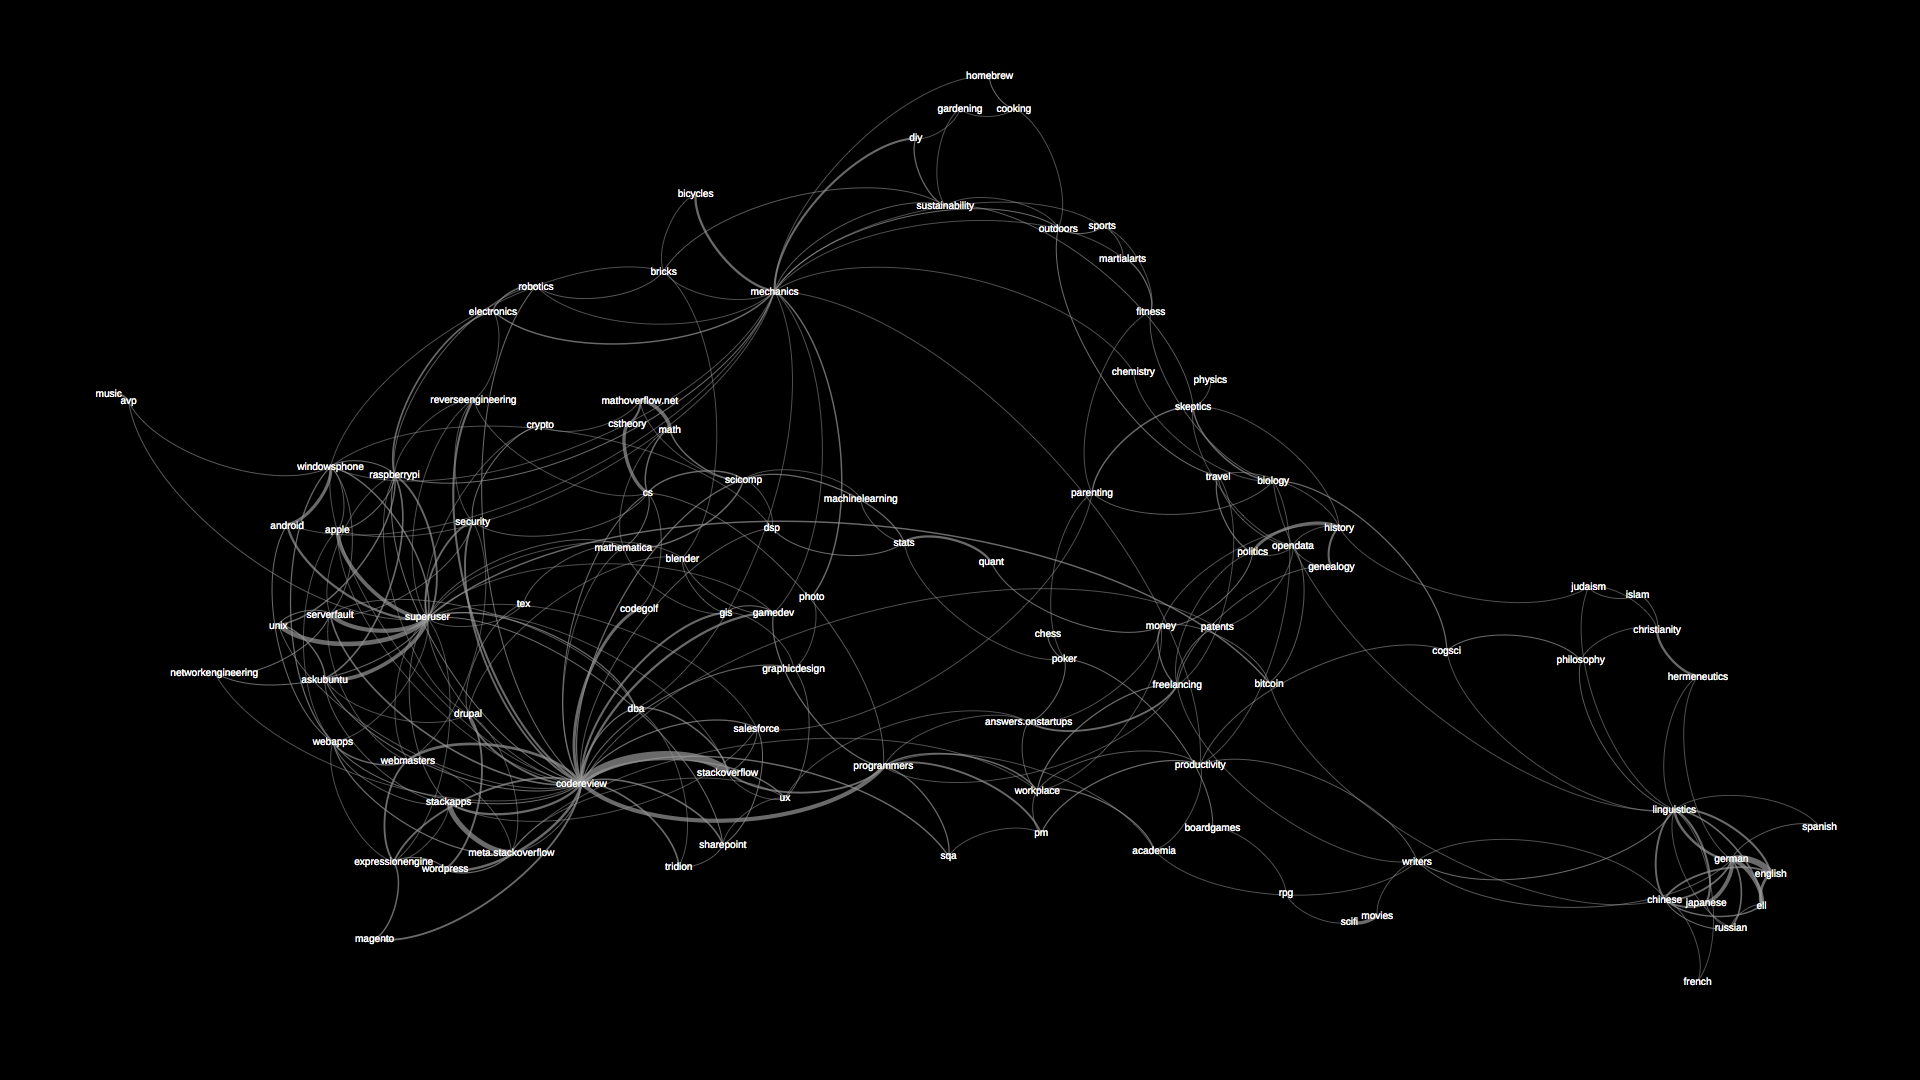 homebrew
gardening
cooking
diy
bicycles
sustainability
outdoors
sports
martialarts
bricks
robotics
mechanics
electronics
fitness
chemistry
physics
music
avp
reverseengineering
mathoverflow.net
skeptics
crypto
cstheory
math
windowsphone
raspberrypi
scicomp
travel
biology
cs
machinelearning
parenting
android
apple
security
dsp
history
mathematica
blender
stats
politics
opendata
quant
genealogy
judaism
islam
tex
codegolf
photo
serverfault
superuser
gis
gamedev
unix
money
patents
chess
christianity
cogsci
poker
philosophy
networkengineering
askubuntu
graphicdesign
freelancing
bitcoin
hermeneutics
dba
drupal
answers.onstartups
salesforce
webapps
webmasters
stackoverflow
programmers
productivity
codereview
workplace
stackapps
ux
linguistics
spanish
boardgames
pm
sharepoint
meta.stackoverflow
sqa
academia
expressionengine
wordpress
tridion
writers
german
english
rpg
chinese
japanese
ell
scifi
movies
russian
magento
french